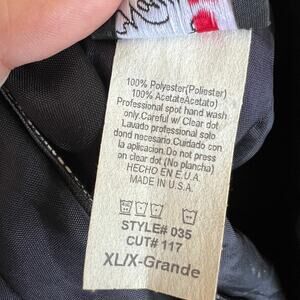 100% Polyester(Poliester)
100% AcetateAcetato)
Professional spot hand wash
only.Careful w/ Clear dot
Lavado professional solo
dond necesario.Cuidado con
la aplicacion.Do not press
on clear dot (No plancha)
HECHO EN E.U.A.
MADE IN U.S.A.
STYLE# 035
CUT# 117
XL/X-Grande